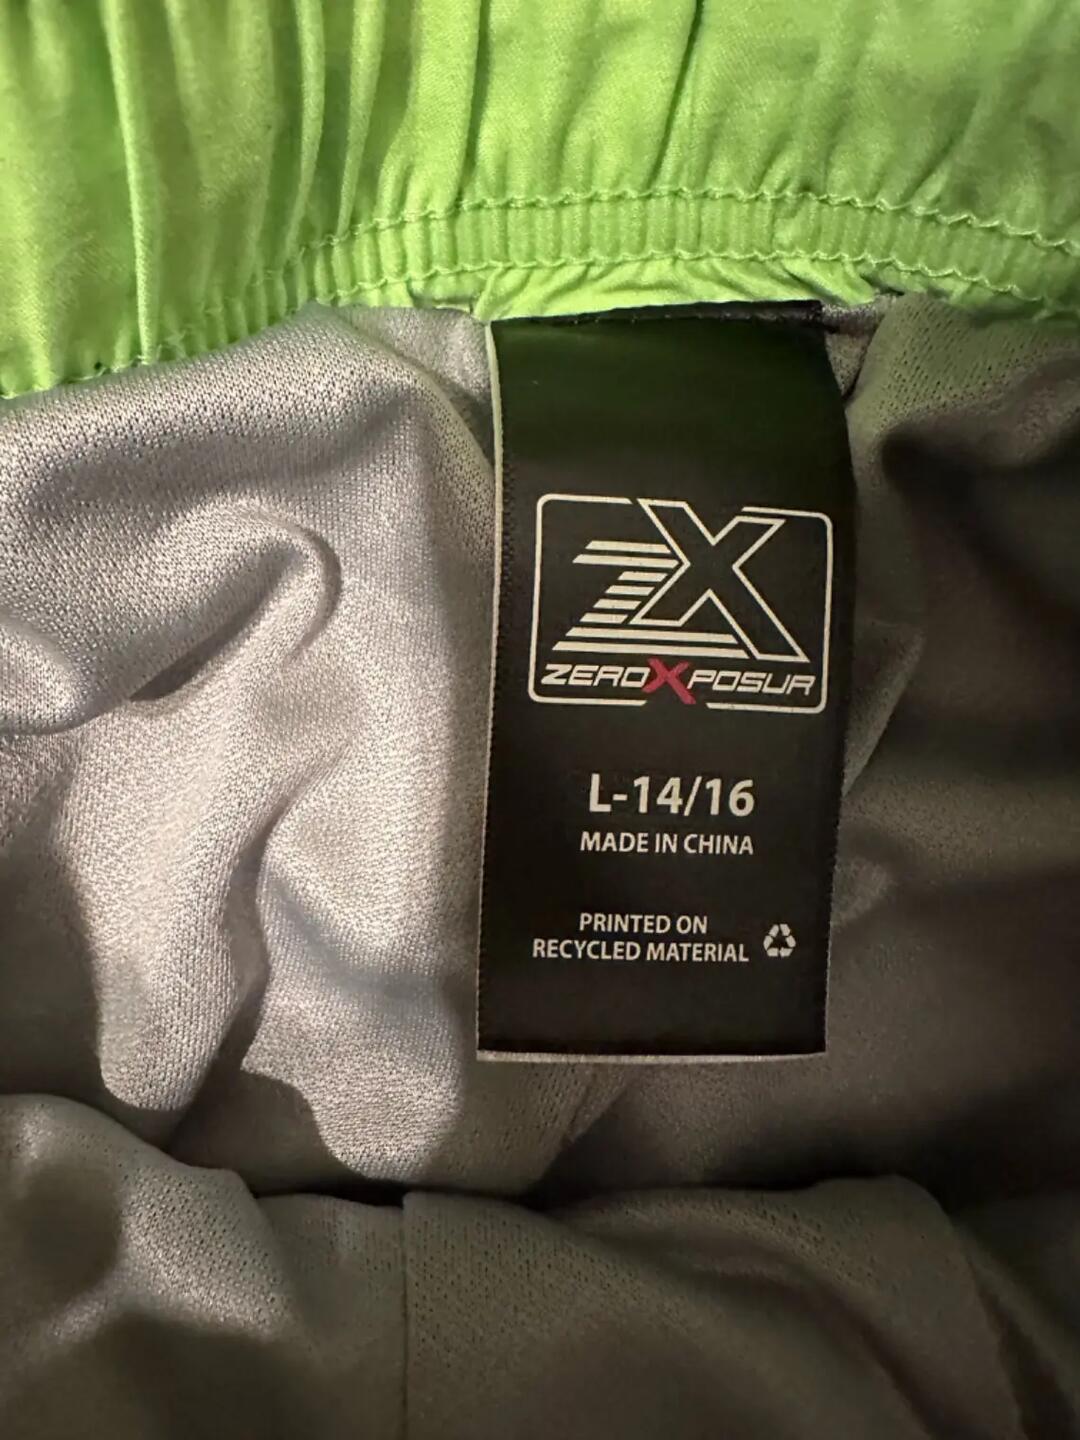 ZX
ZEROXPOSUR
L-14/16
MADE IN CHINA
PRINTED ON
RECYCLED MATERIAL